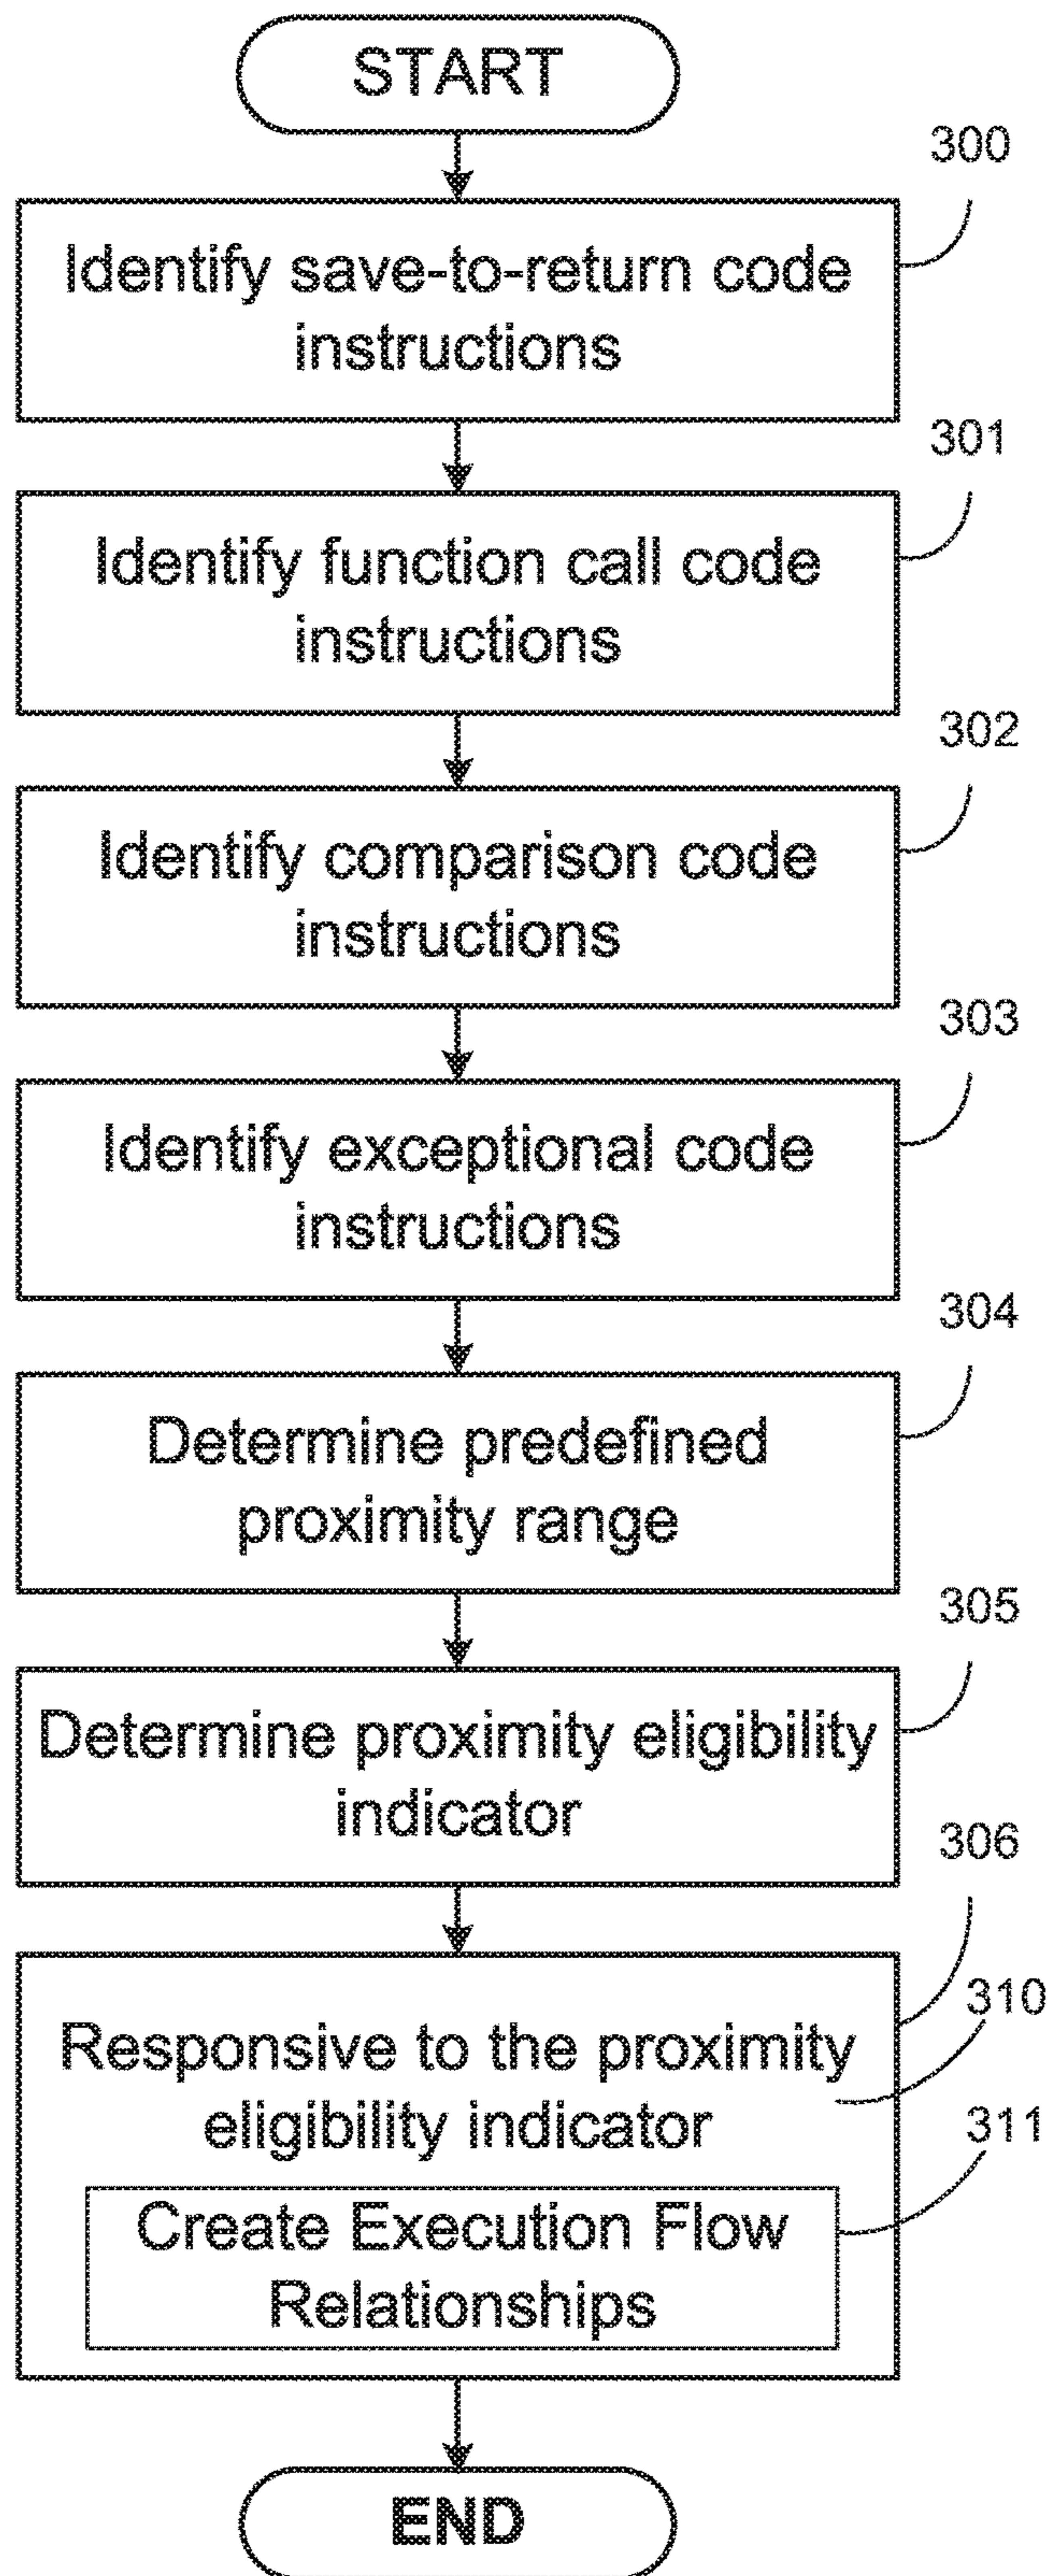 START
300
Identify save-to-return code
instructions
301
Identify function call code
instructions
302
Identify comparison code
instructions
303
Identify exceptional code
instructions
304
Determine predefined
proximity range
305
Determine proximity eligibility
indicator
306
310
Responsive to the proximity
eligibility indicator
311
Create Execution Flow
Relationships
END